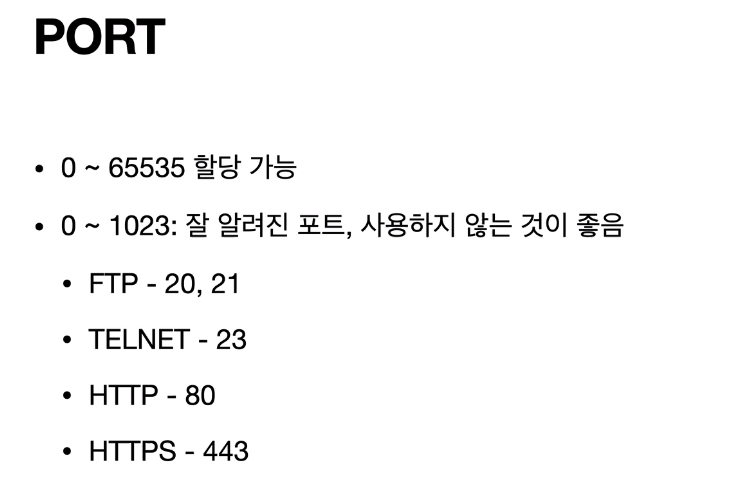 PORT
• 0 ~ 65535 할당 가능
• 0 ~ 1023: 잘 알려진 포트, 사용하지 않는 것이 좋음
• FTP - 20, 21
• TELNET - 23
• HTTP - 80
• HTTPS - 443